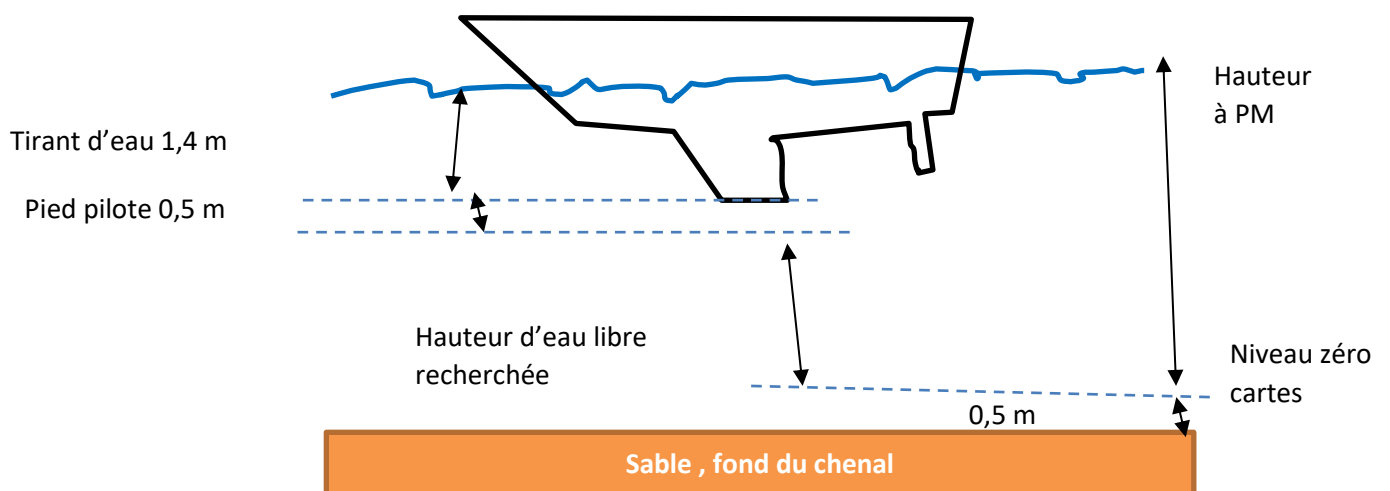 Hauteur
à PM
Tirant d’eau 1,4 m
Pied pilote 0,5 m
Hauteur d’eau libre
recherchée
Niveau zéro
cartes
0,5 m
Sable , fond du chenal